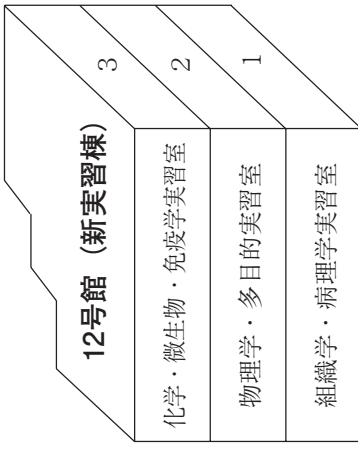 12号館（新実習棟）
3
化学・微生物・免疫学実習室
2
物理学・多目的実習室
1
組織学・病理学実習室